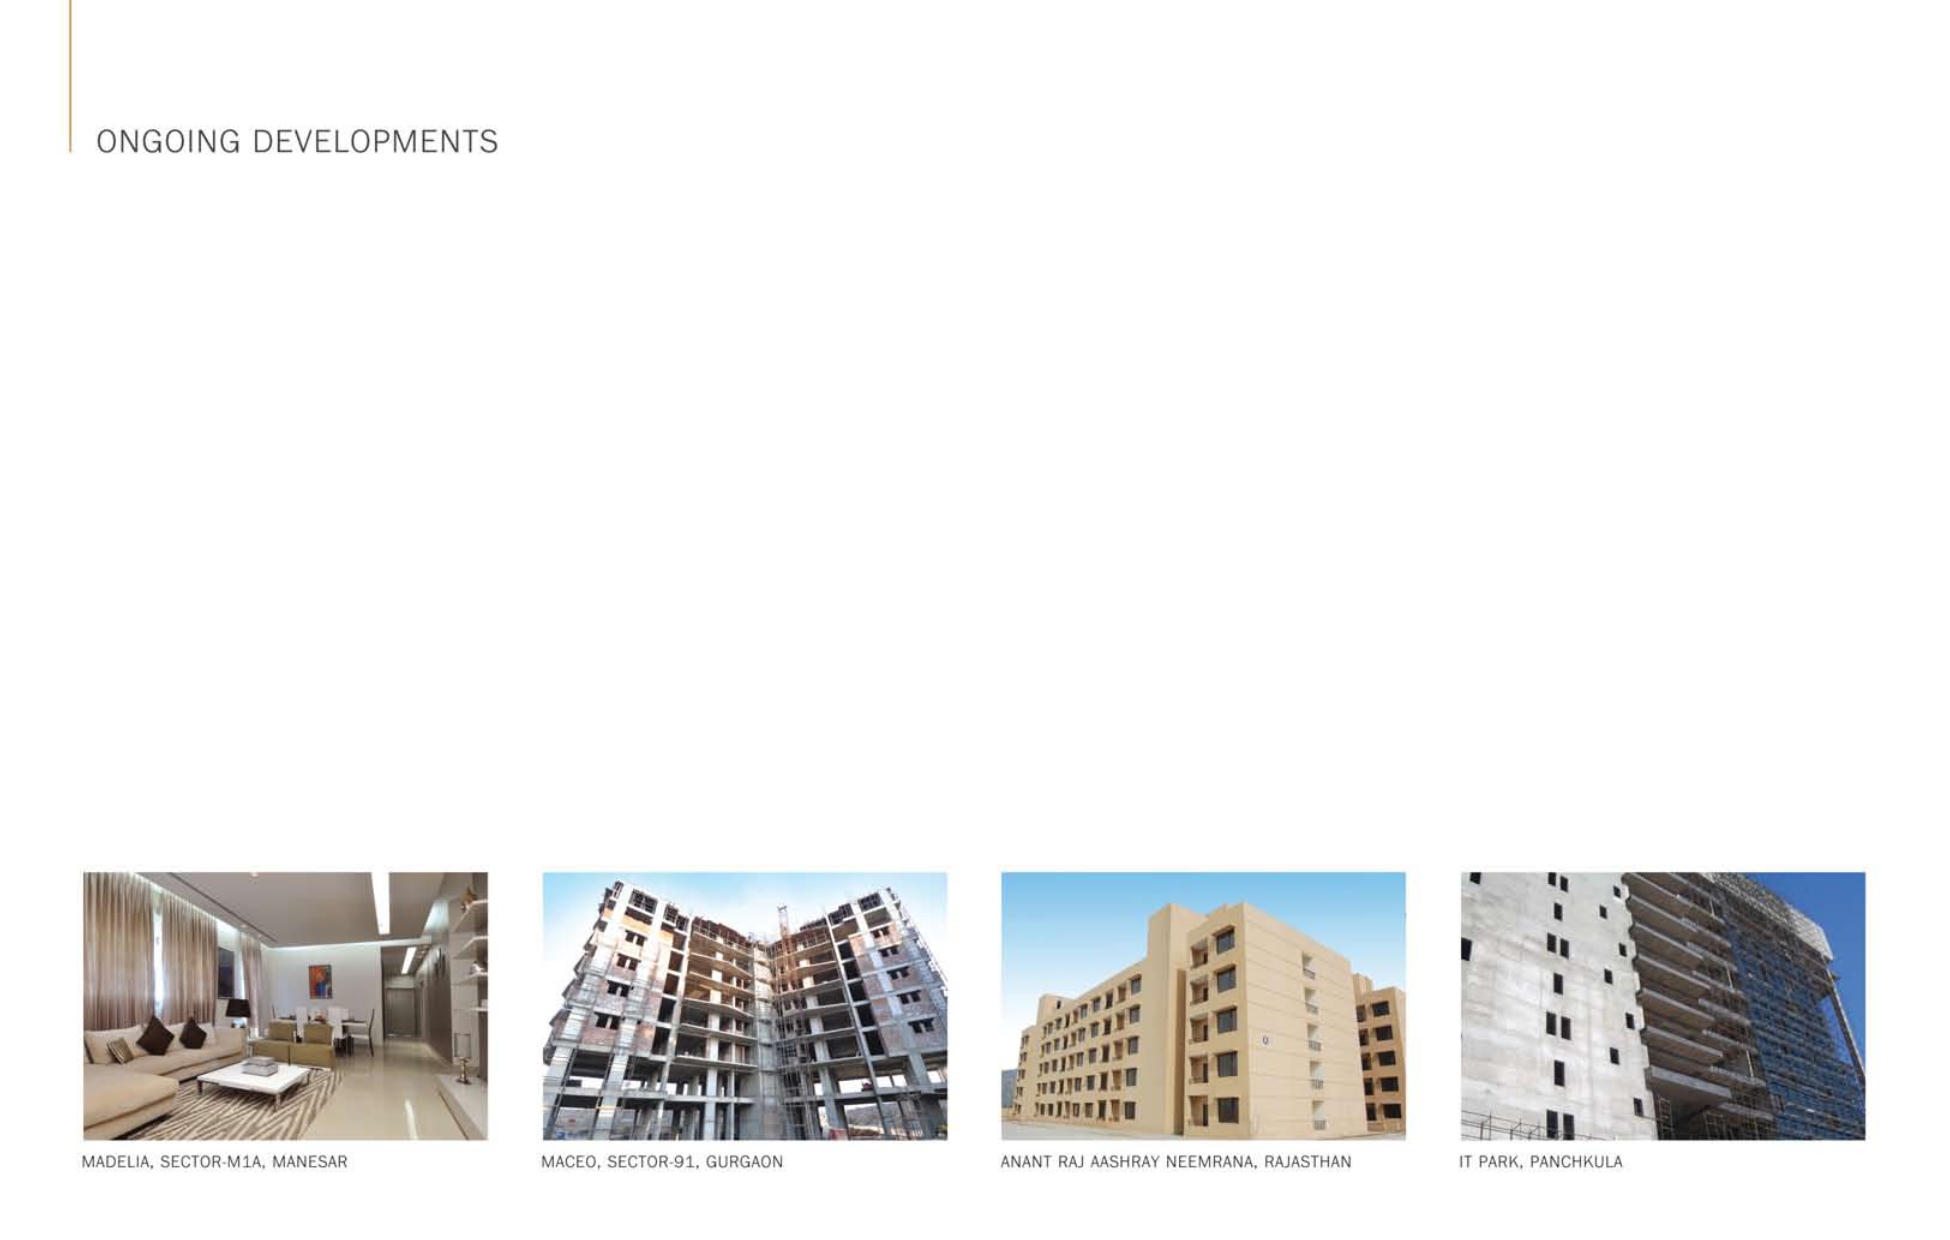 ONGOING DEVELOPMENTS
MADELIA, SECTOR-M1A, MANESAR
MACEO, SECTOR-91, GURGAON
ANANT RAJ AASHRAY NEEMRANA, RAJASTHAN
IT PARK, PANCHKULA